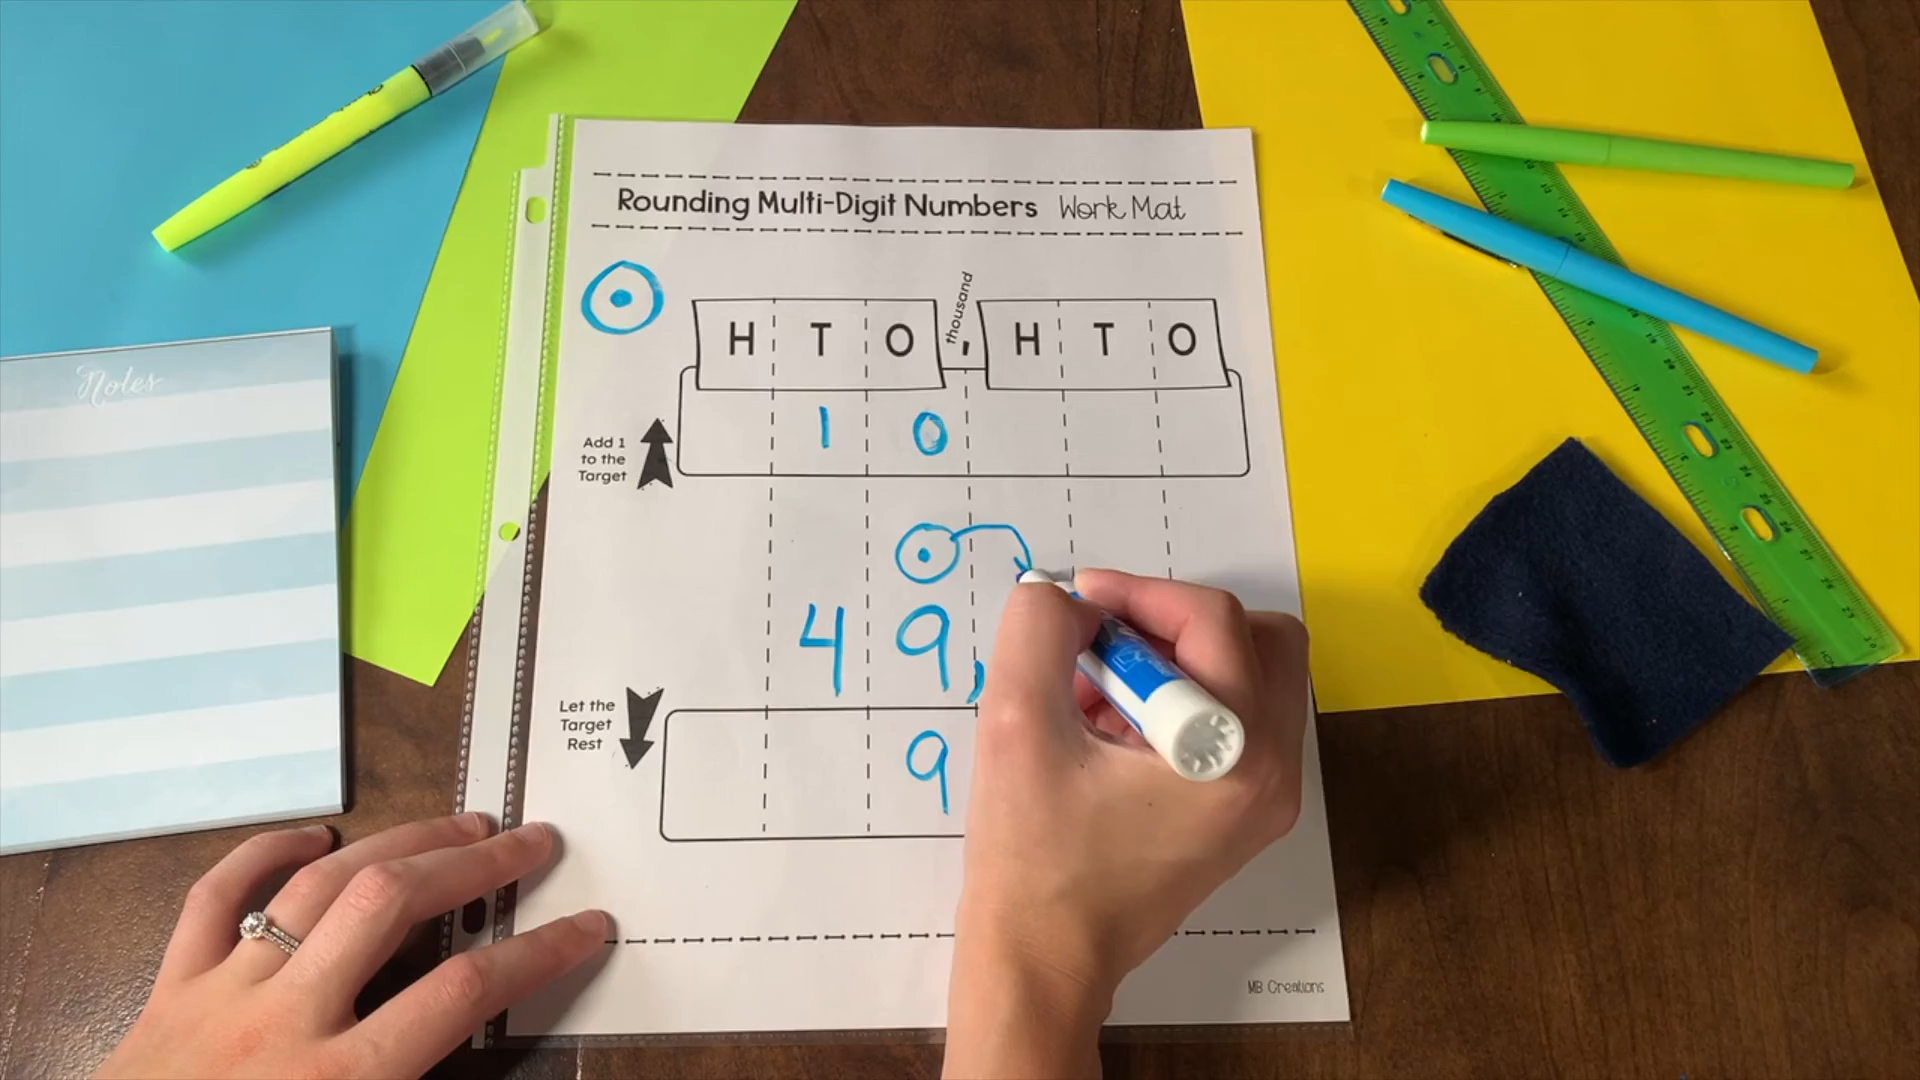 Rounding Multi-Digit Numbers Work Mat
Notes
thousand
H T O , H T O
Add 1
to the
Target
1 0
4 9,
Let the
Target
Rest
9
MB Creations